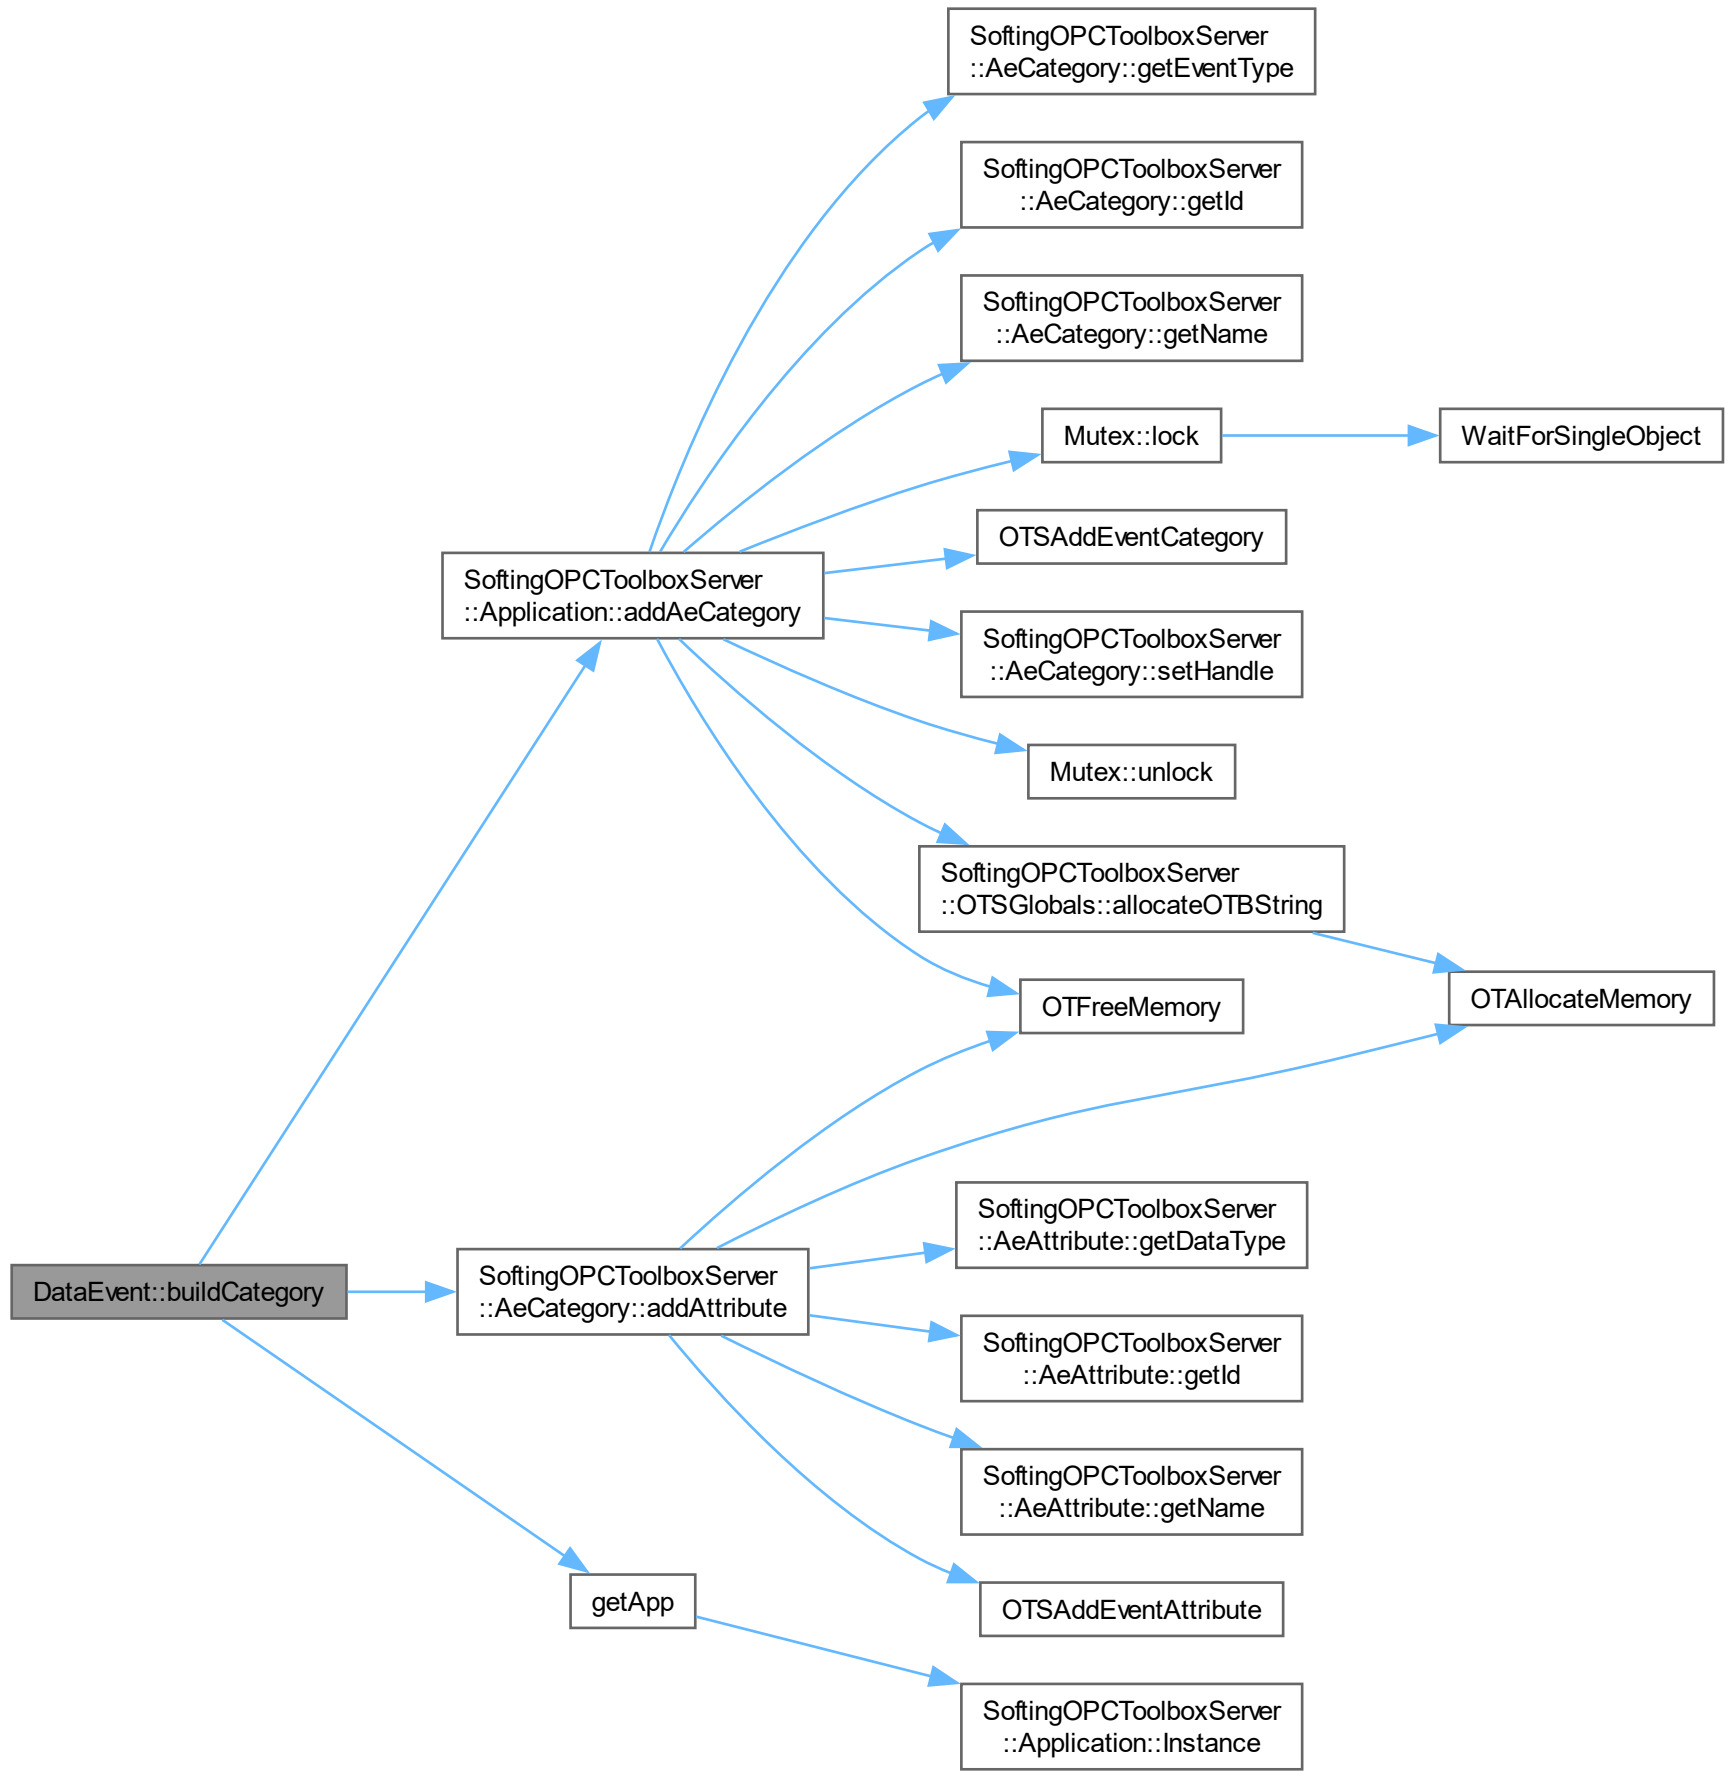 SoftingOPCToolboxServer
::AeCategory::getEventType
SoftingOPCToolboxServer
::AeCategory::getId
SoftingOPCToolboxServer
::AeCategory::getName
Mutex::lock
WaitForSingleObject
OTSAddEventCategory
SoftingOPCToolboxServer
::Application::addAeCategory
SoftingOPCToolboxServer
::AeCategory::setHandle
Mutex::unlock
SoftingOPCToolboxServer
::OTSGlobals::allocateOTBString
OTFreeMemory
OTAllocateMemory
SoftingOPCToolboxServer
::AeAttribute::getDataType
DataEvent::buildCategory
SoftingOPCToolboxServer
::AeCategory::addAttribute
SoftingOPCToolboxServer
::AeAttribute::getId
SoftingOPCToolboxServer
::AeAttribute::getName
getApp
OTSAddEventAttribute
SoftingOPCToolboxServer
::Application::Instance